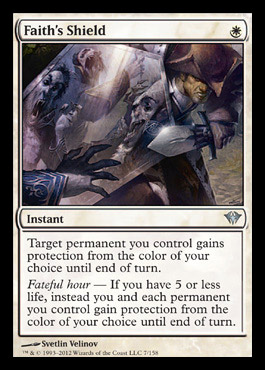 Faith's Shield
Instant
Target permanent you control gains
protection from the color of your
choice until end of turn.
Fateful hour — If you have 5 or less
life, instead you and each permanent
you control gain protection from the
color of your choice until end of turn.
Svetlin Velinov
™ & © 1993–2012 Wizards of the Coast LLC 7/158